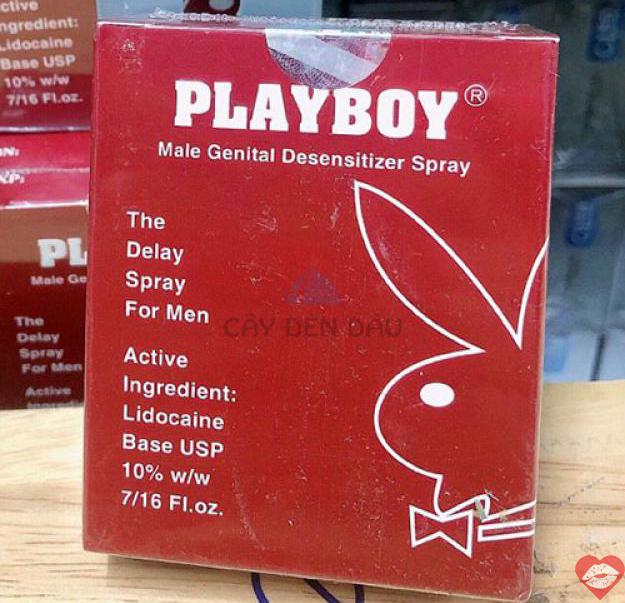 Active
Ingredient:
Lidocaine
Base USP
10% w/w
7/16 Fl.oz.
PL
Male Ge
The
Delay
Spray
For Men
Active
PLAYBOY®
Male Genital Desensitizer Spray
The
Delay
Spray
For Men
CÂY ĐÈN DẦU
Active
Ingredient:
Lidocaine
Base USP
10% w/w
7/16 Fl.oz.